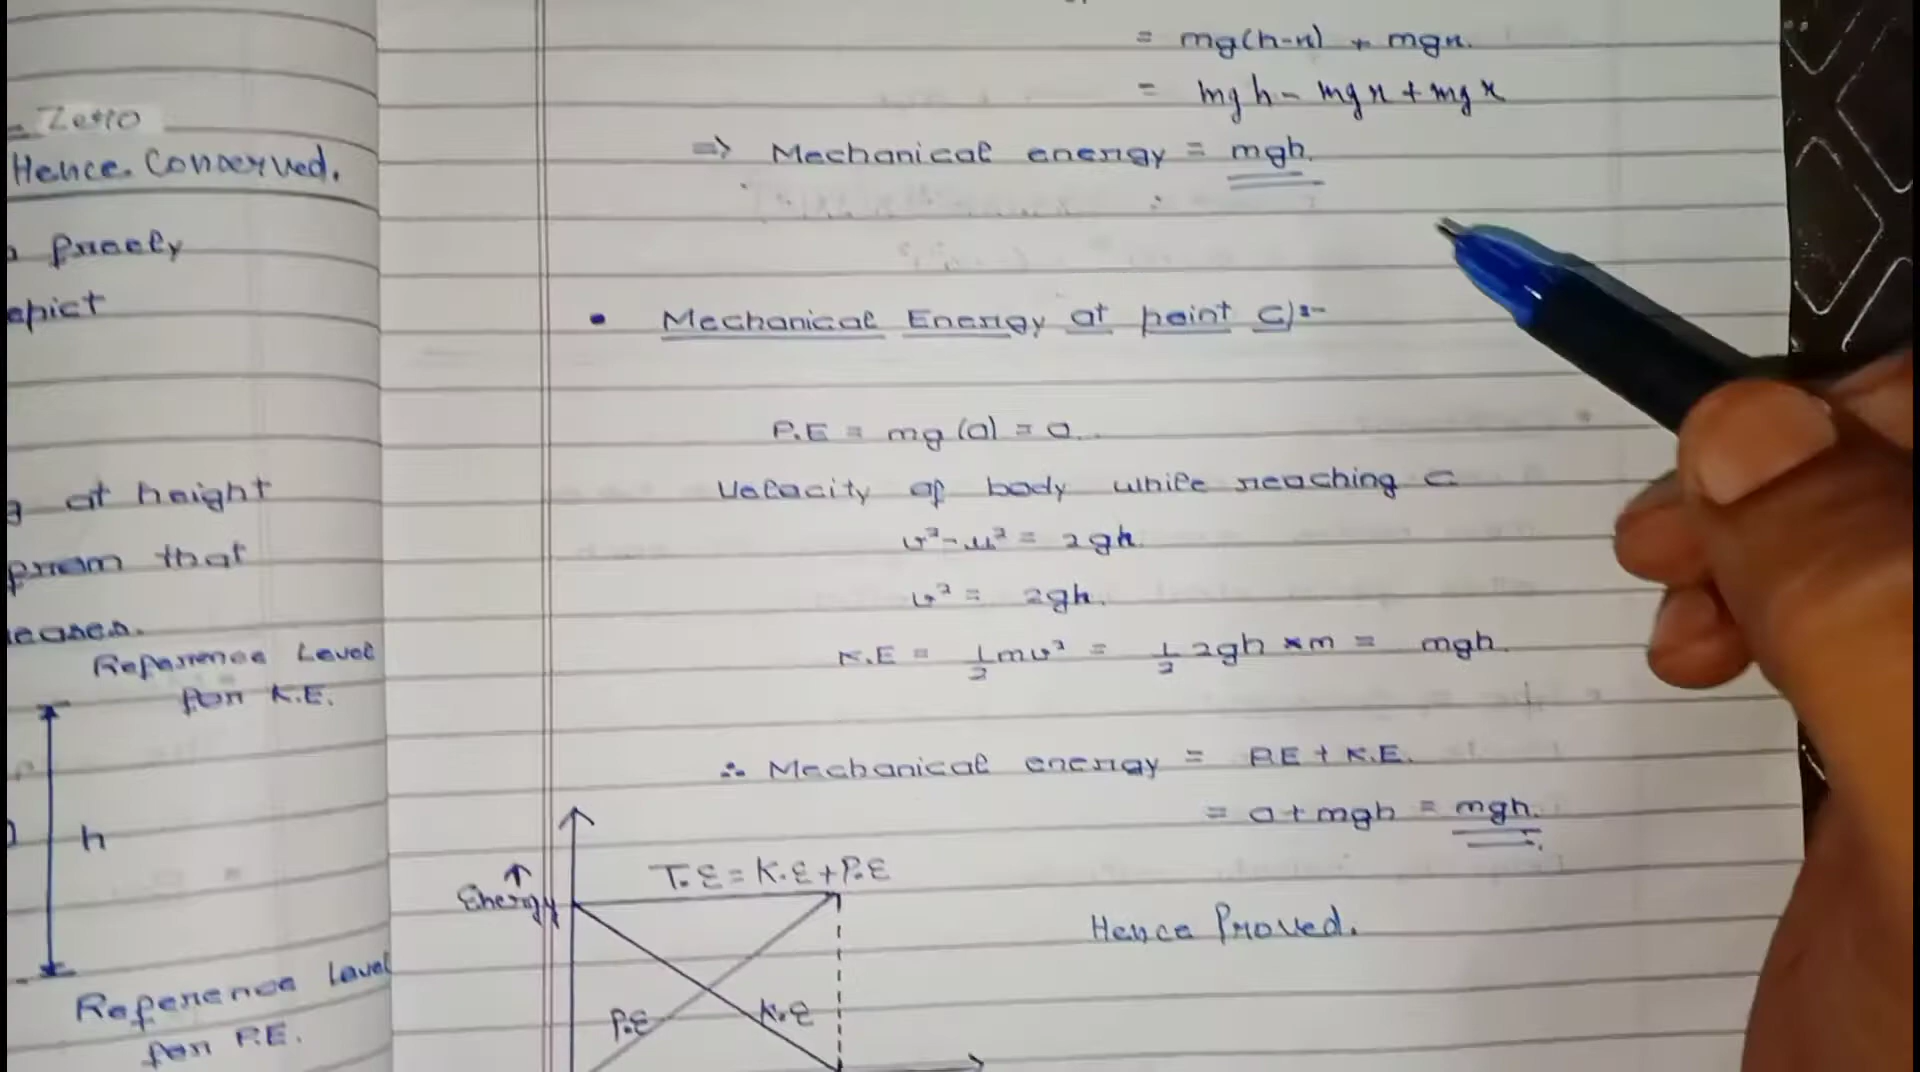 = Zero
Hence. Conserved.
freely
epict
at height
from that
eases.
Reference Level
for K.E.
h
Reference Level
for P.E.
= mg(h-x) + mgx.
= mgh - mgx + mgx
⇒ Mechanical energy = mgh.
• Mechanical Energy at point C):-
P.E = mg(0) = 0.
Velocity of body while reaching C
v² - u² = 2gh.
v² = 2gh.
K.E = 1/2 mv² = 1/2 2gh × m = mgh.
∴ Mechanical energy = P.E + K.E.
= 0 + mgh = mgh.
T.E = K.E + P.E
Energy
Hence Proved.
P.E
K.E